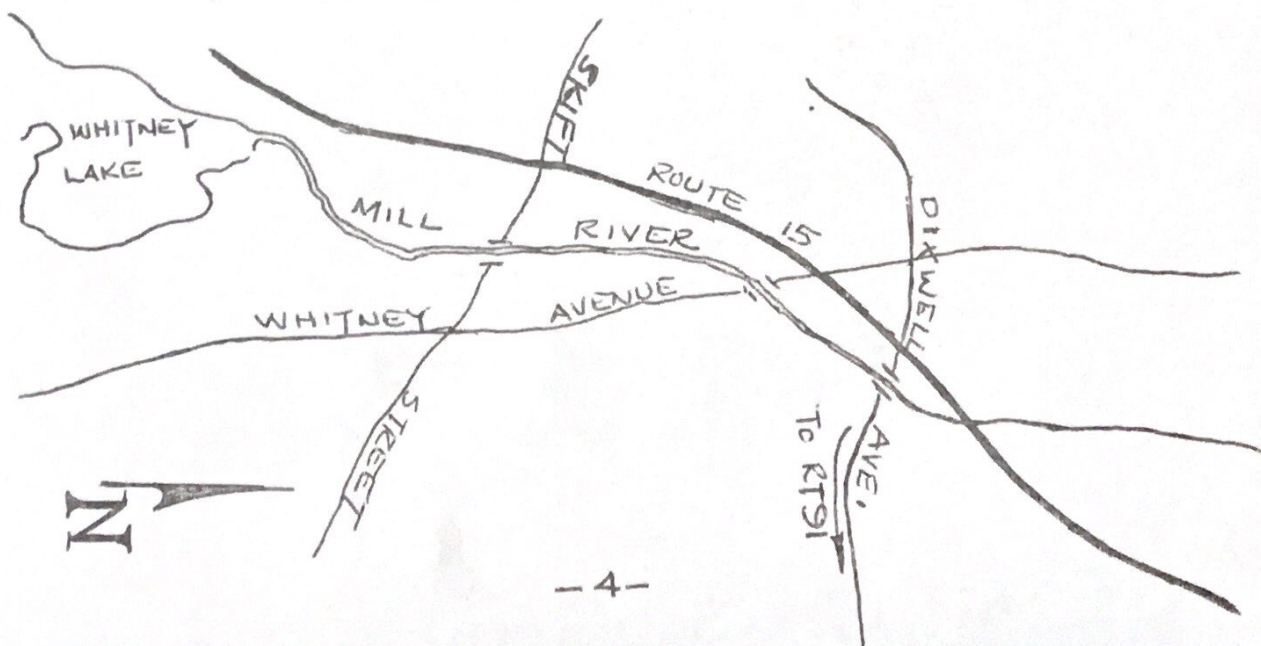 SKIFF
WHITNEY
LAKE
ROUTE 15
MILL RIVER
DIXWELL AVE.
WHITNEY AVENUE
STREET
TO RT91
N
-4-